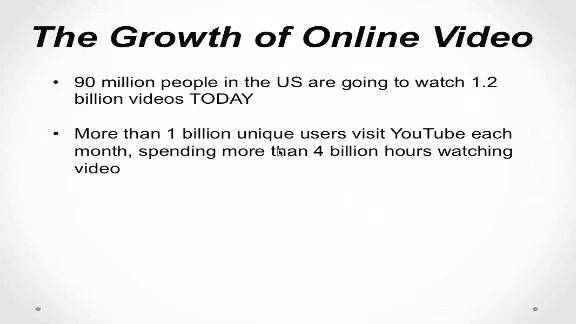 The Growth of Online Video
• 90 million people in the US are going to watch 1.2
billion videos TODAY
• More than 1 billion unique users visit YouTube each
month, spending more than 4 billion hours watching
video